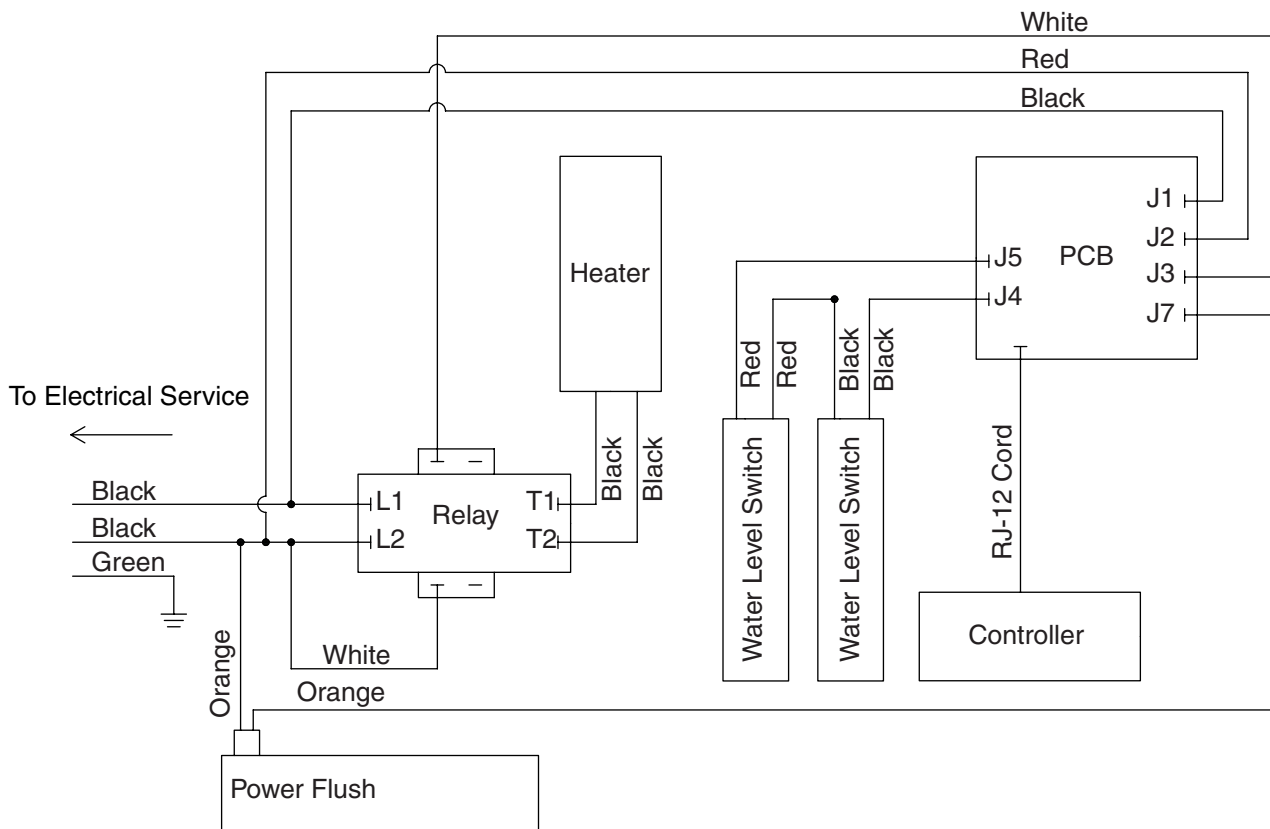 White
Red
Black
J1
J2
J3
J7
J5
J4
PCB
Heater
Red
Red
Black
Black
To Electrical Service
Black
Black
Black
L1
T1
Relay
Black
L2
T2
Green
Water Level Switch
Water Level Switch
RJ-12 Cord
Controller
Orange
White
Orange
Power Flush